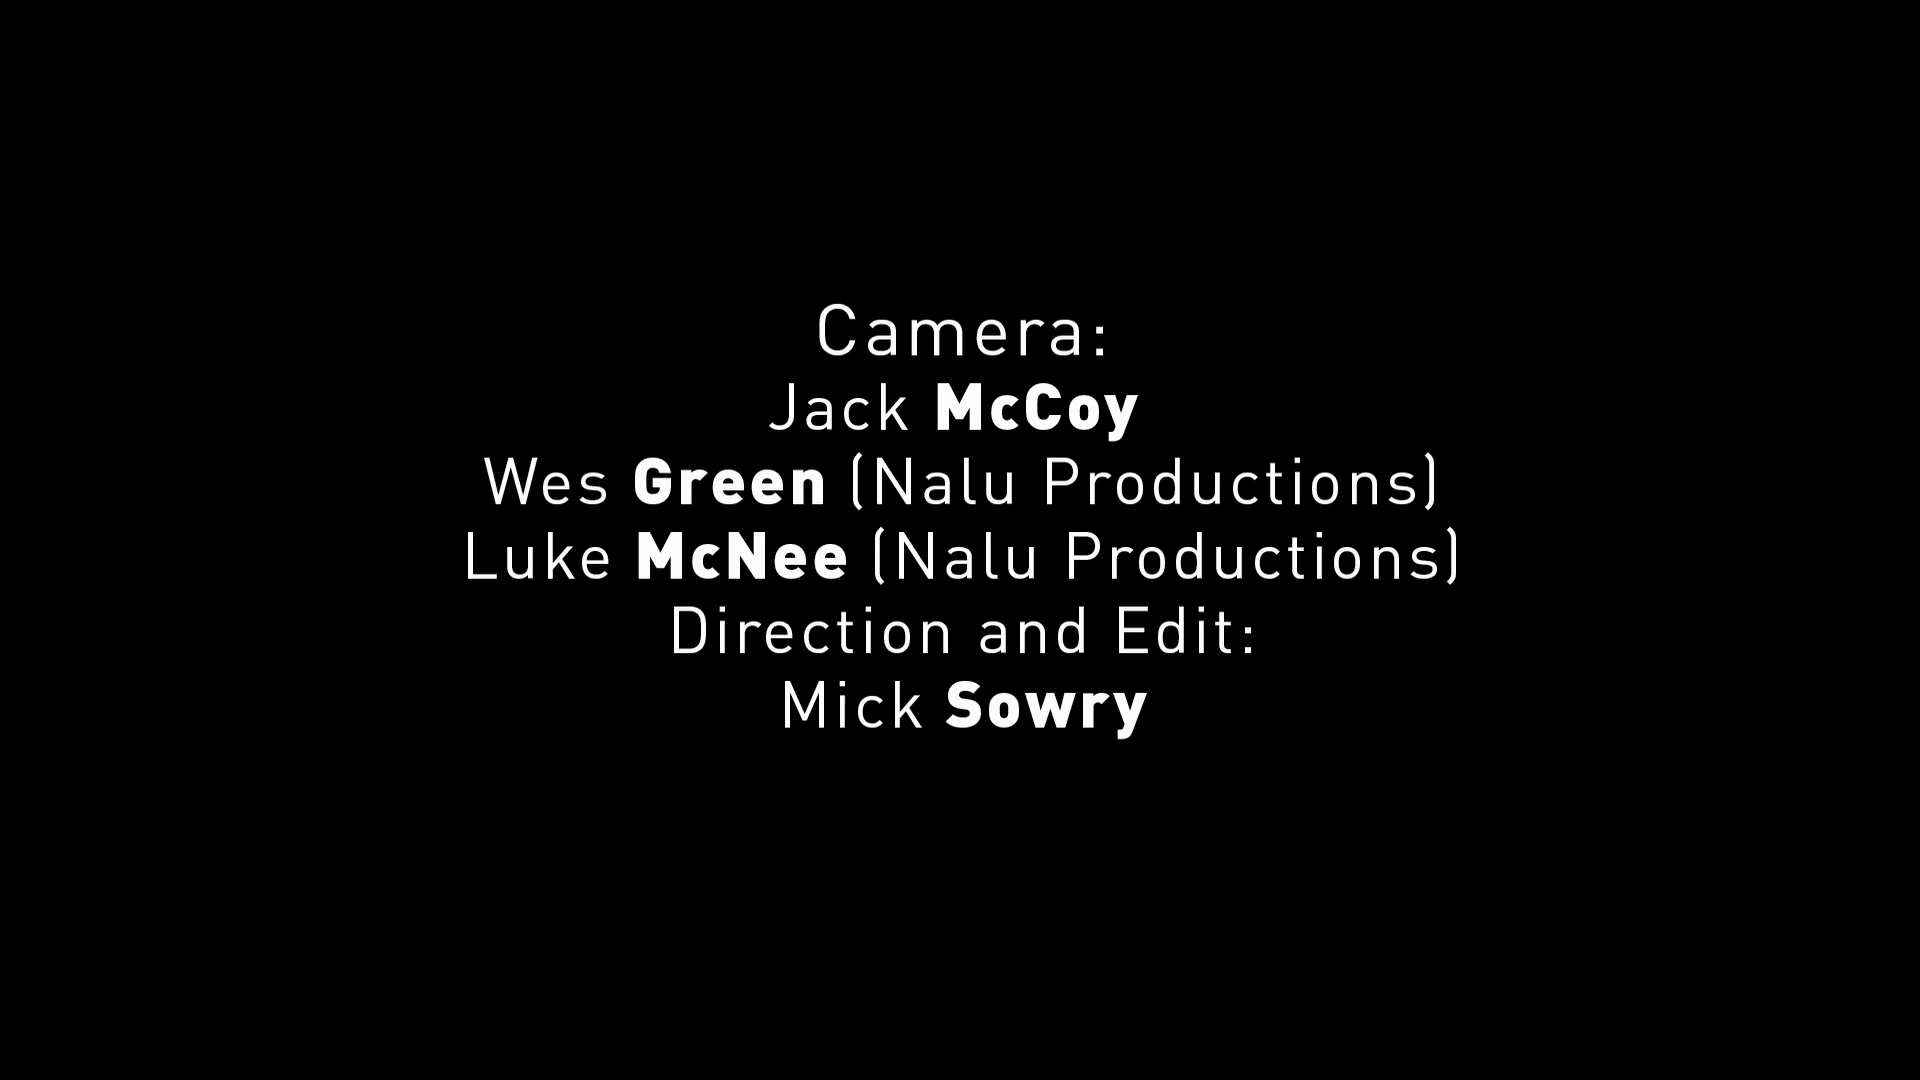 Camera:
Jack McCoy
Wes Green (Nalu Productions)
Luke McNee (Nalu Productions)
Direction and Edit:
Mick Sowry